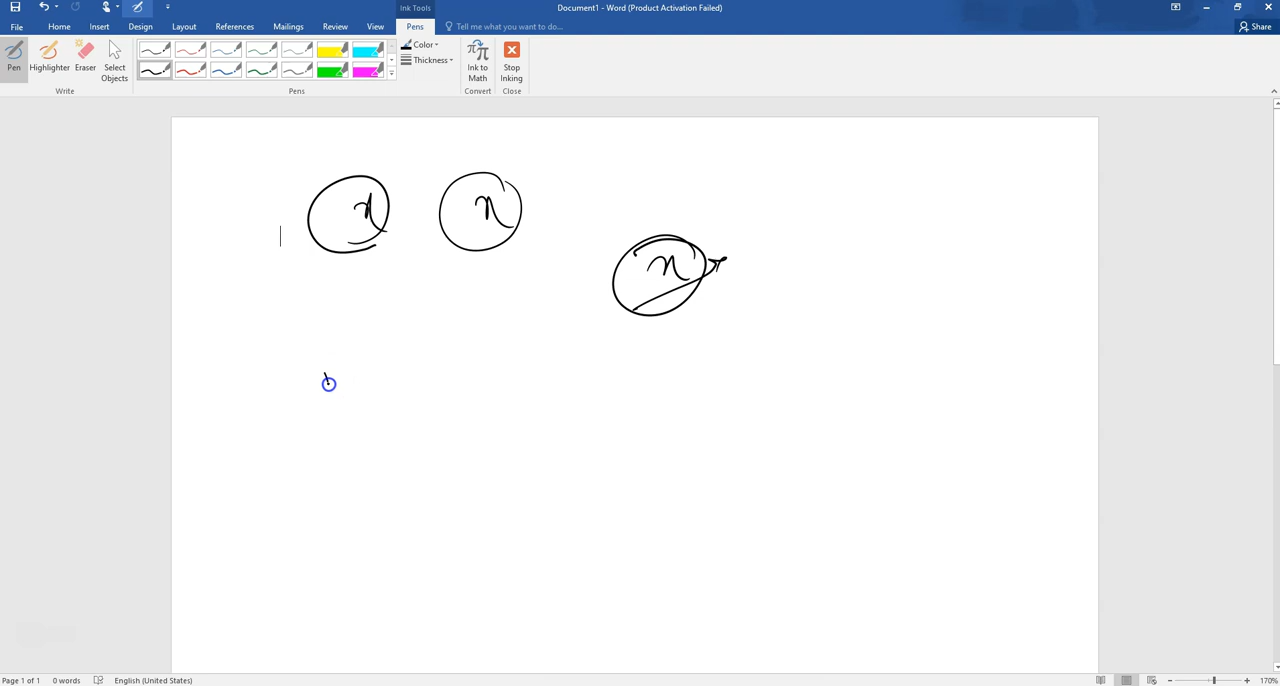 Document1 - Word (Product Activation Failed)
Ink Tools
File Home Insert Design Layout References Mailings Review View Pens Tell me what you want to do... Share
Pen Highlighter Eraser Select Objects Color Thickness Ink to Math Stop Inking
Write Pens Convert Close
n n
n
Page 1 of 1 0 words English (United States) 170%